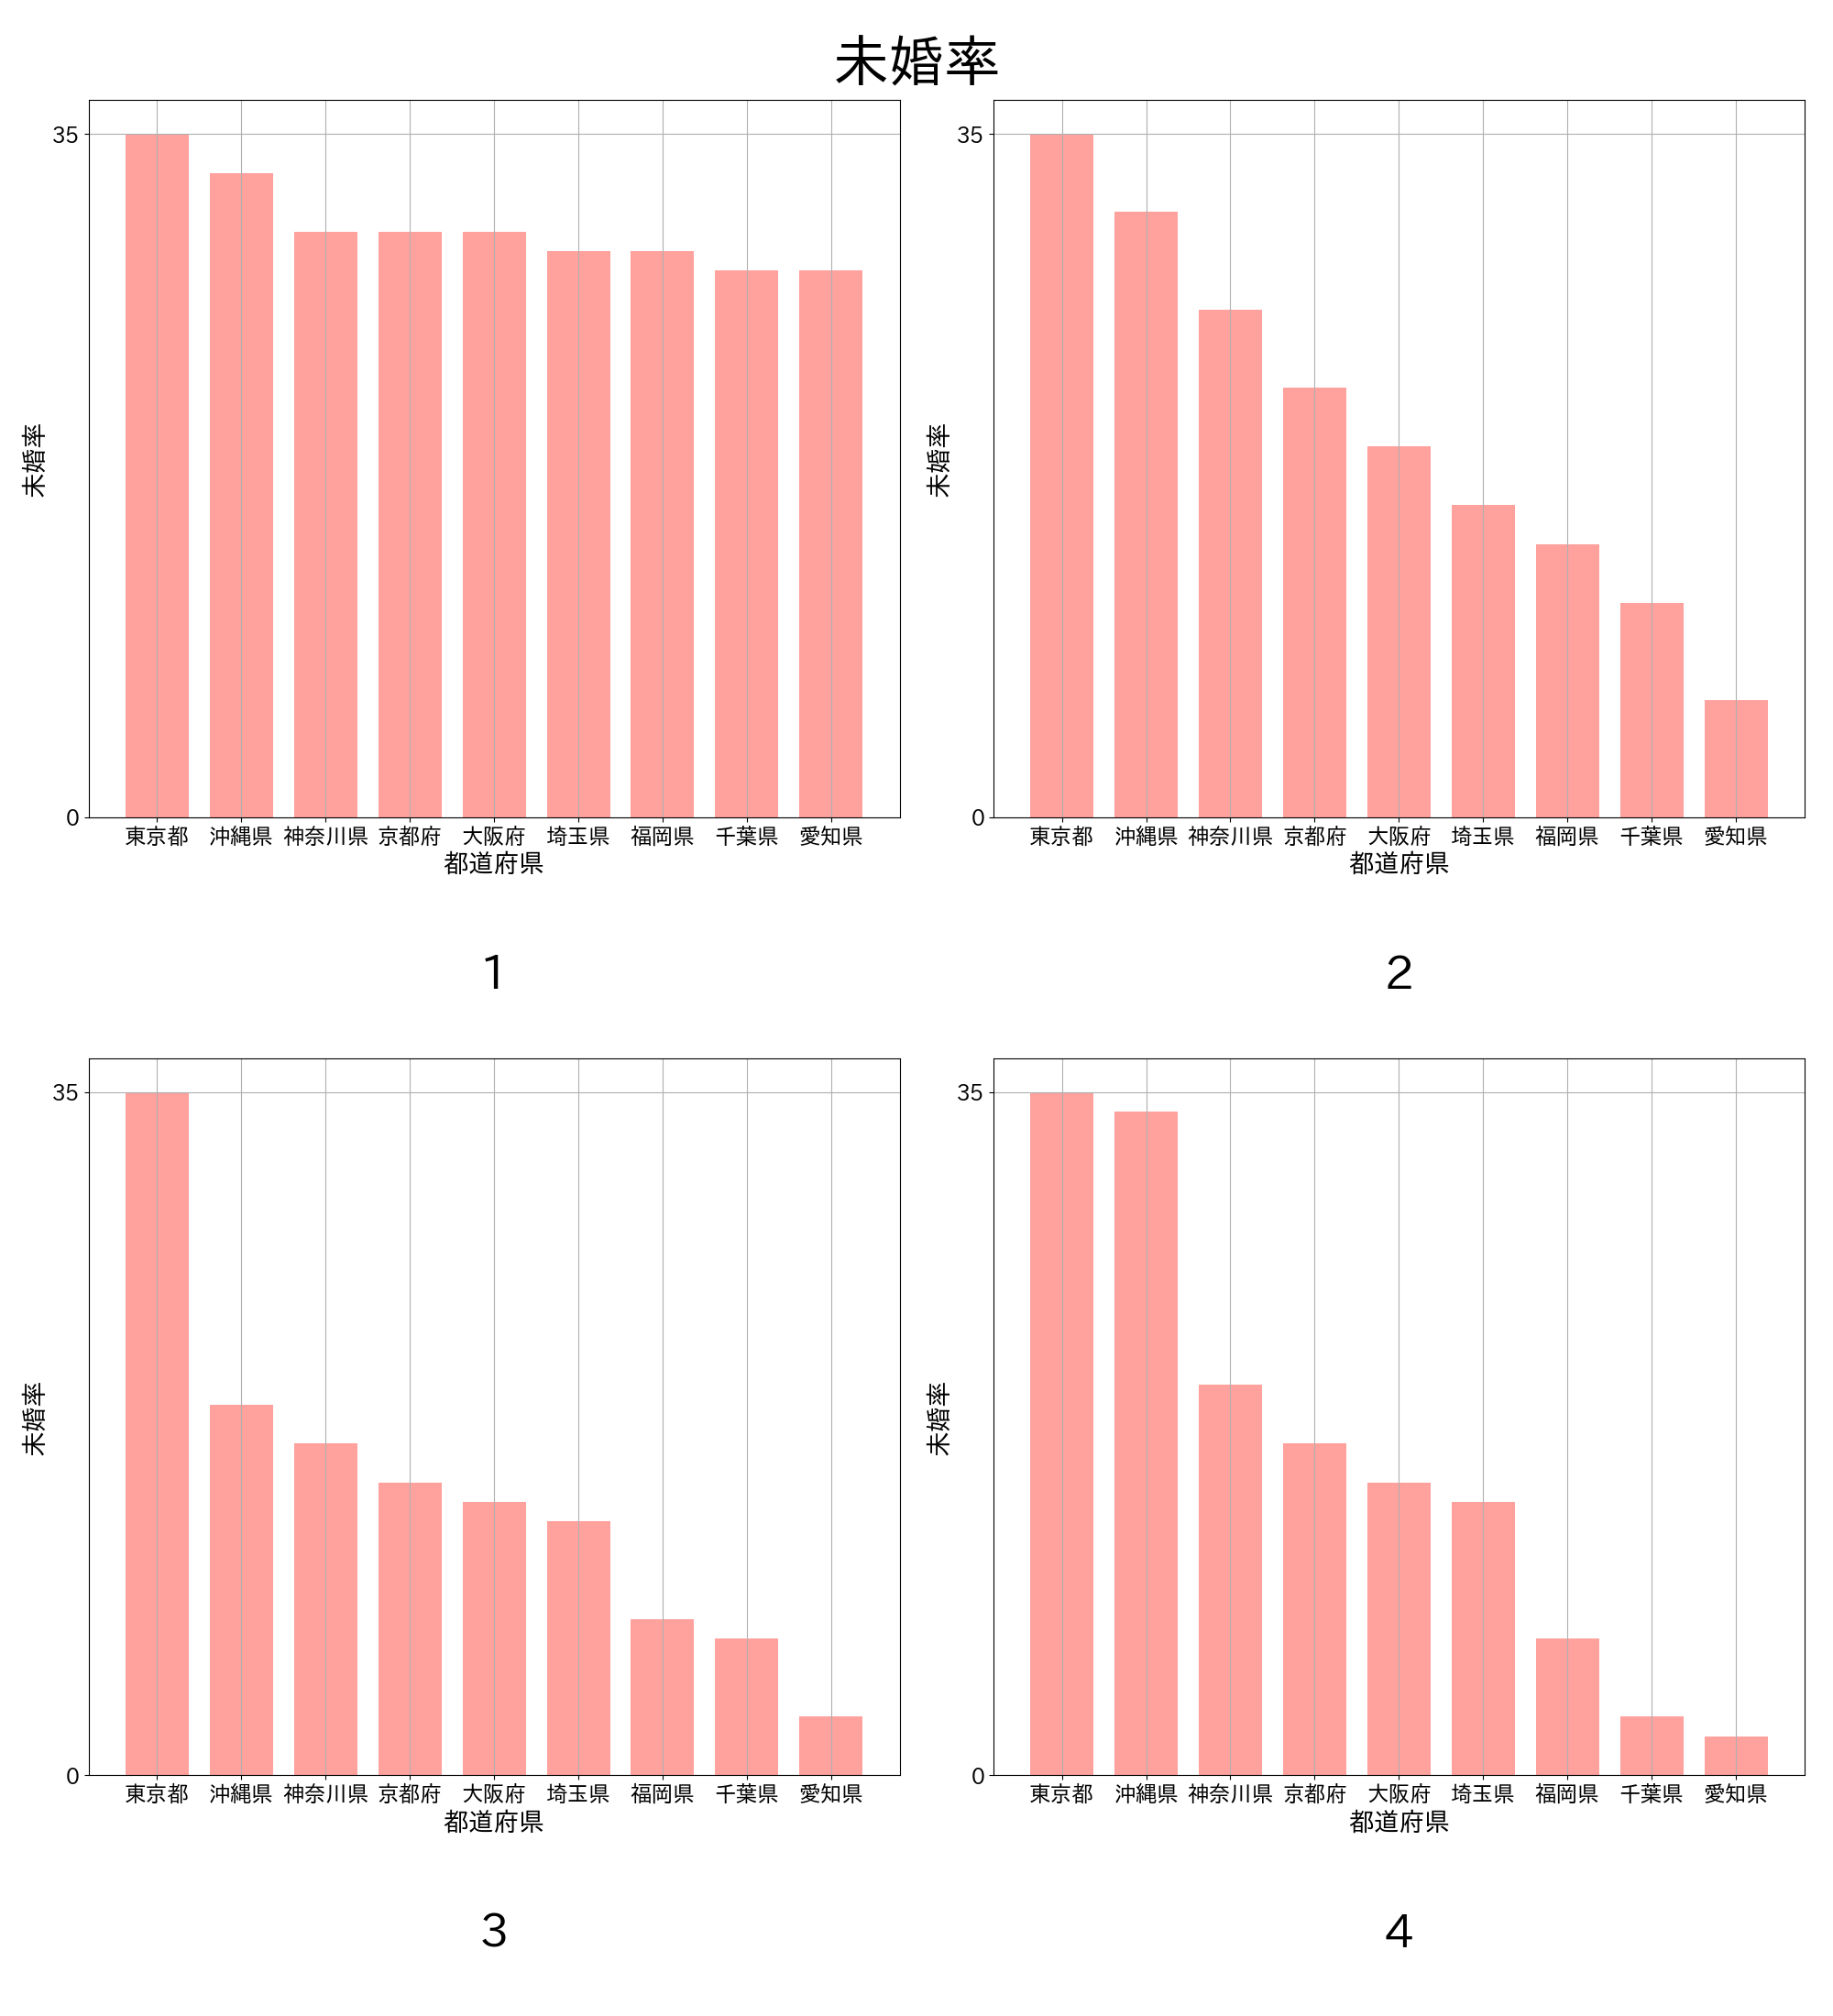 未婚率
35
0
未婚率
東京都 沖縄県 神奈川県 京都府 大阪府 埼玉県 福岡県 千葉県 愛知県
都道府県
1
35
0
未婚率
東京都 沖縄県 神奈川県 京都府 大阪府 埼玉県 福岡県 千葉県 愛知県
都道府県
2
35
0
未婚率
東京都 沖縄県 神奈川県 京都府 大阪府 埼玉県 福岡県 千葉県 愛知県
都道府県
3
35
0
未婚率
東京都 沖縄県 神奈川県 京都府 大阪府 埼玉県 福岡県 千葉県 愛知県
都道府県
4